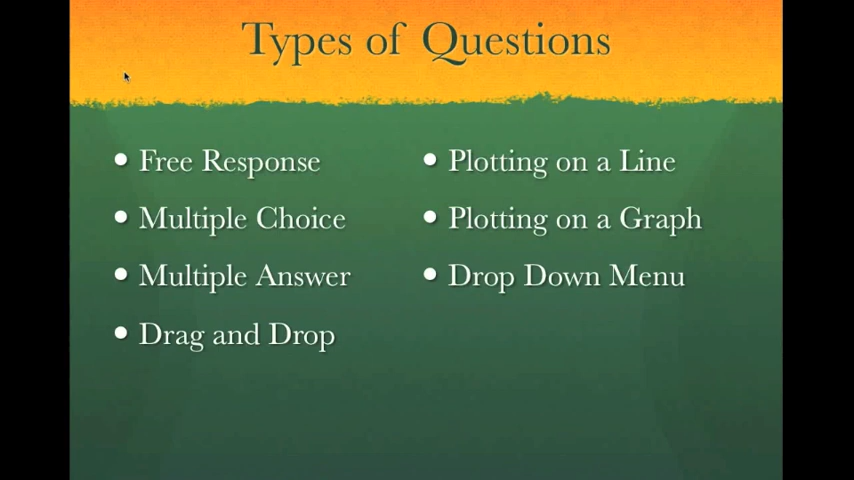 Types of Questions
Free Response
Multiple Choice
Multiple Answer
Drag and Drop
Plotting on a Line
Plotting on a Graph
Drop Down Menu